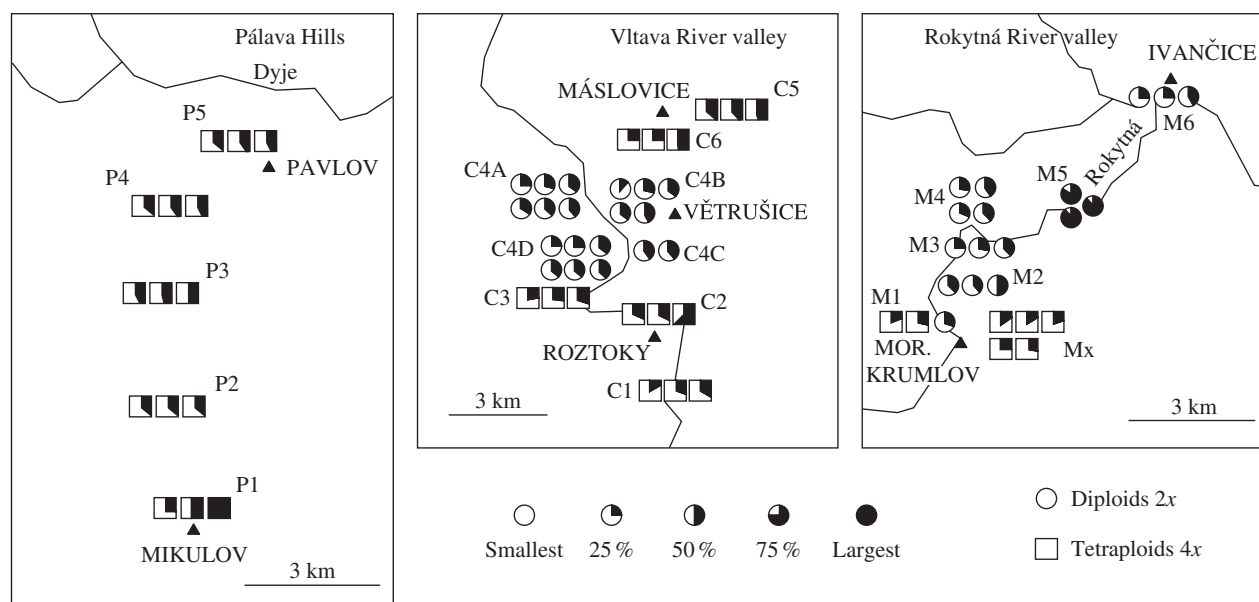 Pálava Hills
Dyje
P5
PAVLOV
P4
P3
P2
P1
MIKULOV
3 km
Vltava River valley
MÁSLOVICE
C5
C6
C4A
C4B
VĚTRUŠICE
C4D
C4C
C3
C2
ROZTOKY
C1
3 km
Rokytná River valley
IVANČICE
M6
Rokytná
M5
M4
M3
M2
M1
MOR.
KRUMLOV
Mx
3 km
Smallest 25 % 50 % 75 % Largest
Diploids 2x
Tetraploids 4x